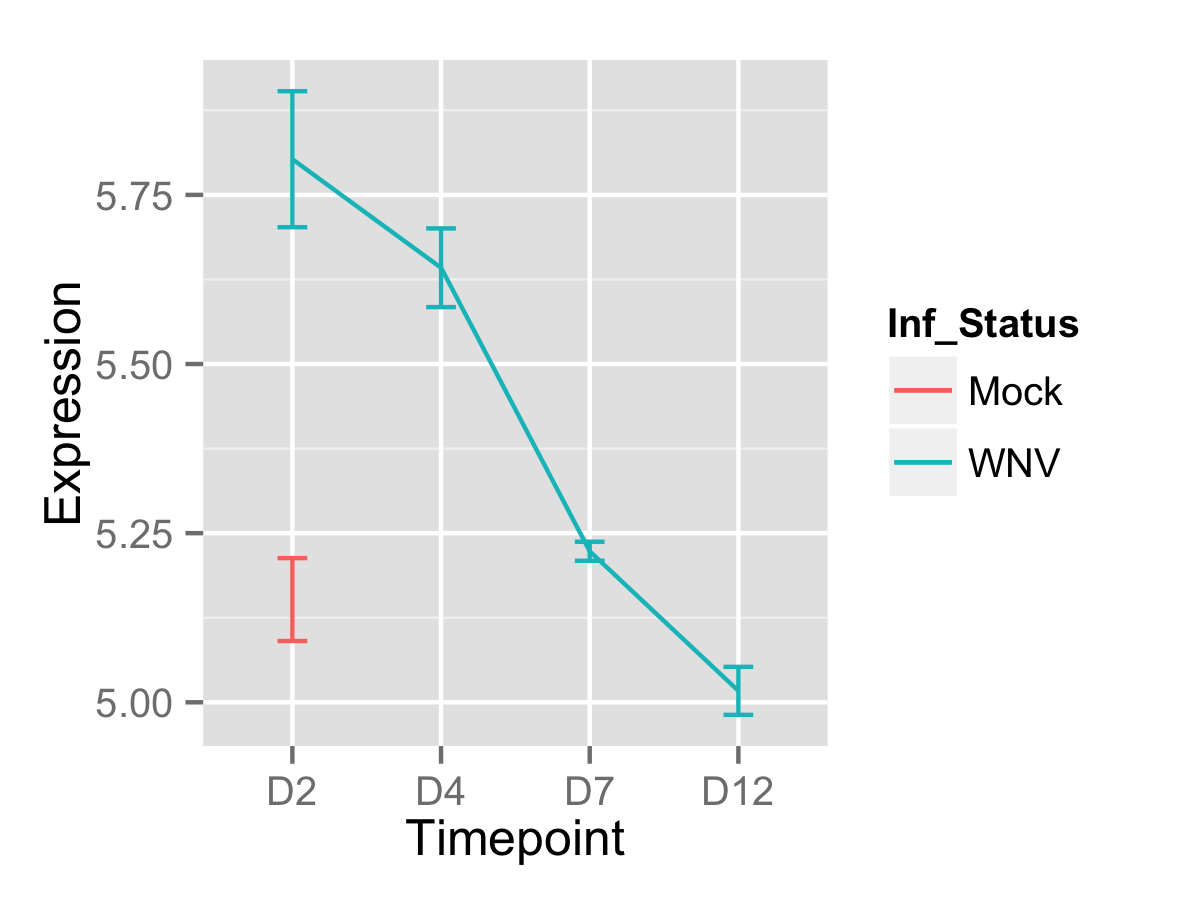 Expression
5.75
5.50
5.25
5.00
D2 D4 D7 D12
Timepoint
Inf_Status
Mock
WNV